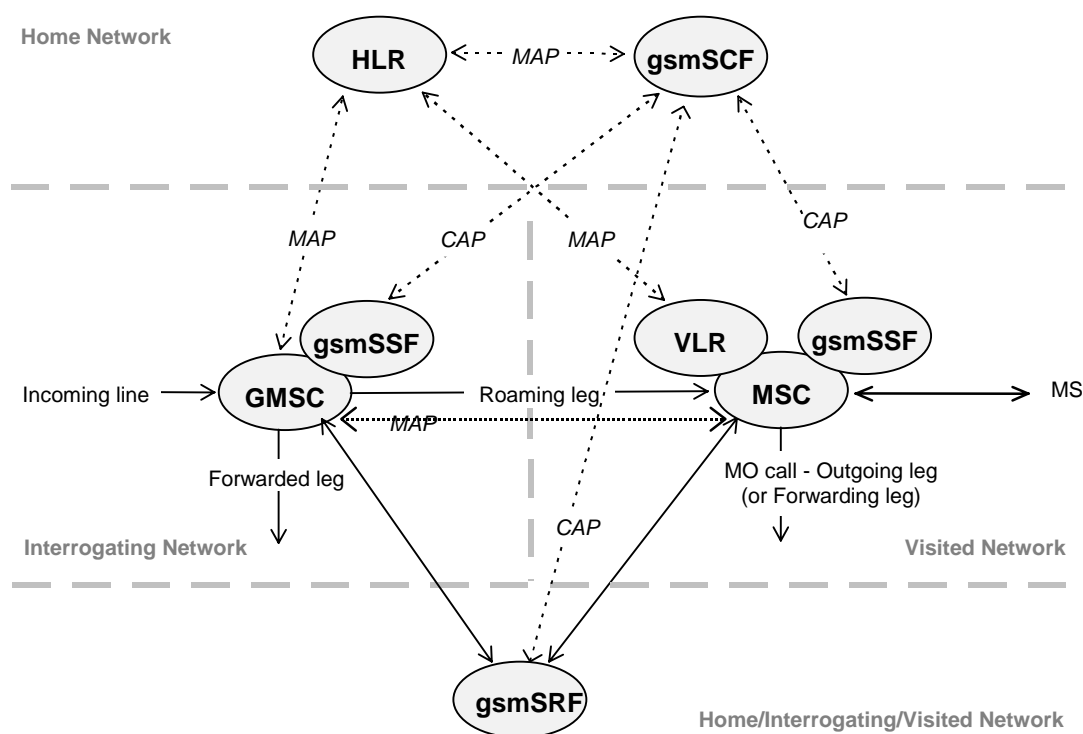 Home Network
HLR
MAP
gsmSCF
MAP
CAP
MAP
CAP
gsmSSF
VLR
gsmSSF
Incoming line
GMSC
Roaming leg
MSC
MS
MAP
Forwarded leg
MO call - Outgoing leg
(or Forwarding leg)
CAP
Interrogating Network
Visited Network
gsmSRF
Home/Interrogating/Visited Network